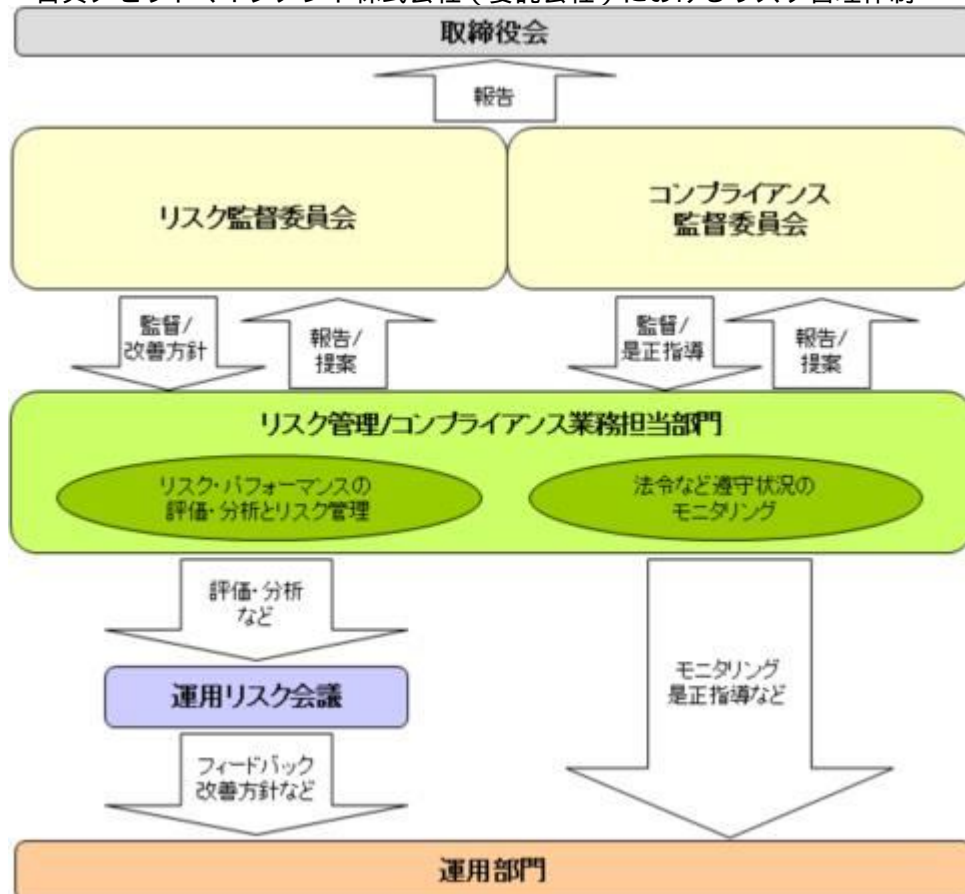 取締役会
報告
リスク監督委員会
コンプライアンス
監督委員会
監督/
改善方針
報告/
提案
監督/
是正指導
報告/
提案
リスク管理/コンプライアンス業務担当部門
リスク・パフォーマンスの
評価・分析とリスク管理
法令など遵守状況の
モニタリング
評価・分析
など
運用リスク会議
モニタリング
是正指導など
フィードバック
改善方針など
運用部門